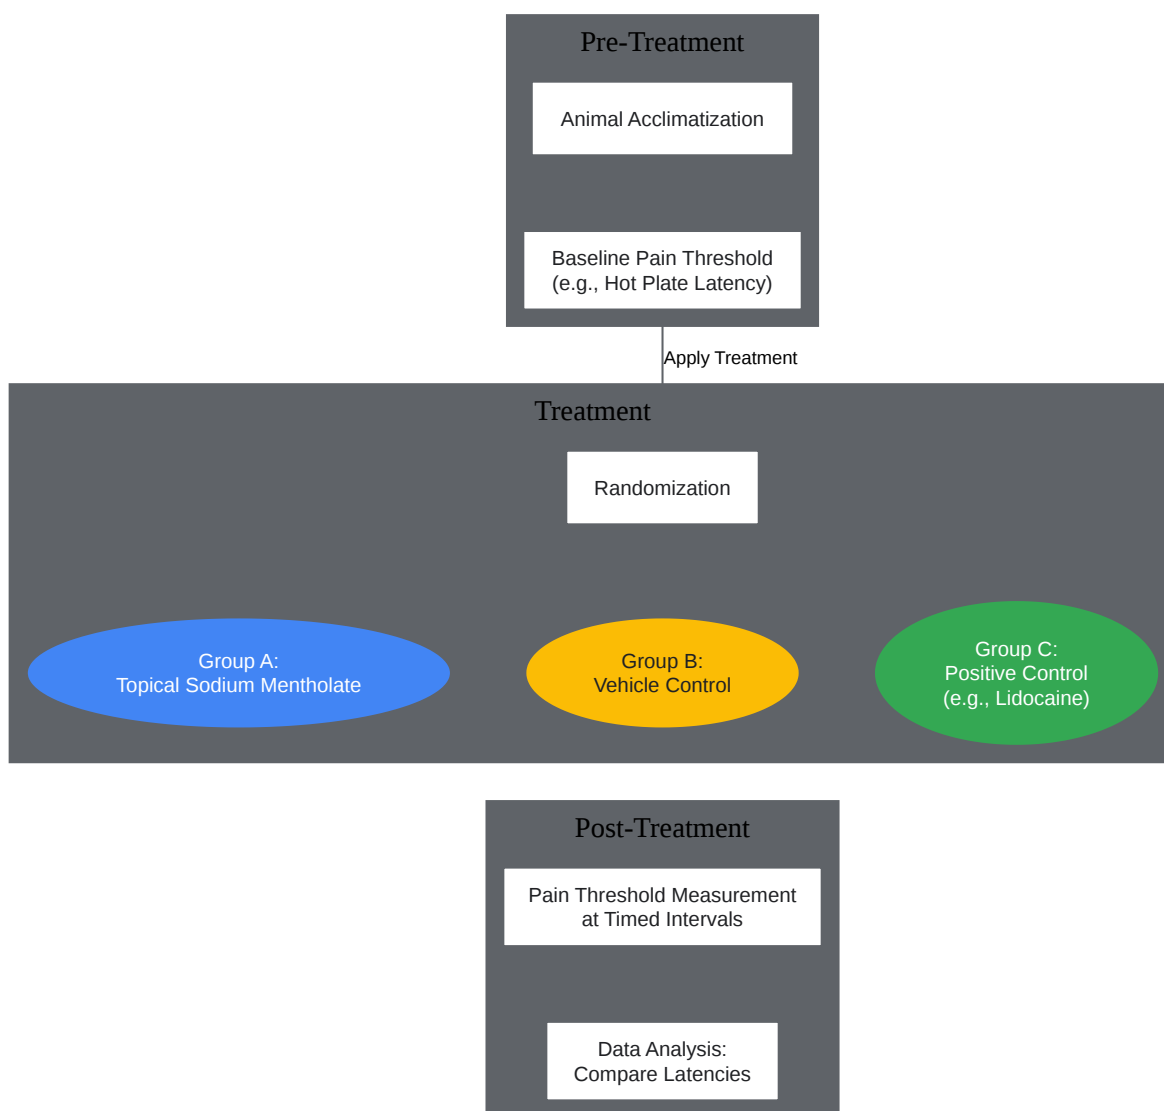 Pre-Treatment
Animal Acclimatization
Baseline Pain Threshold
(e.g., Hot Plate Latency)
Apply Treatment
Treatment
Randomization
Group A:
Topical Sodium Mentholate
Group B:
Vehicle Control
Group C:
Positive Control
(e.g., Lidocaine)
Post-Treatment
Pain Threshold Measurement
at Timed Intervals
Data Analysis:
Compare Latencies